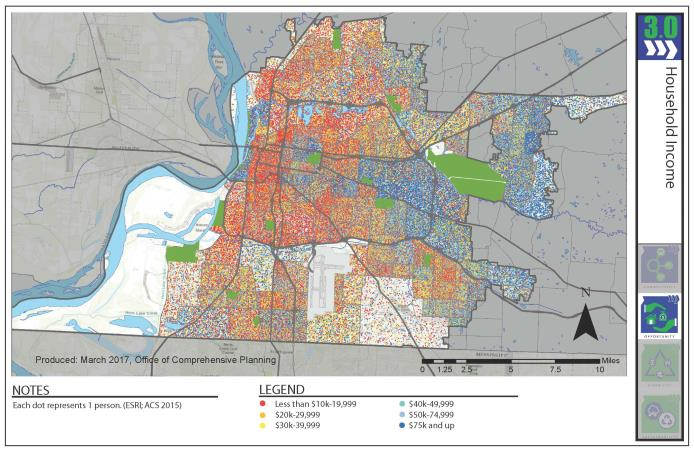 3.0
Household Income
N
MISSISSIPPI
Produced: March 2017, Office of Comprehensive Planning
Miles
0 1.25 2.5 5 7.5 10
OPPORTUNITY
NOTES
Each dot represents 1 person. (ESRI; ACS 2015)
LEGEND
Less than $10k-19,999
$20k-29,999
$30k-39,999
$40k-49,999
$50k-74,999
$75k and up